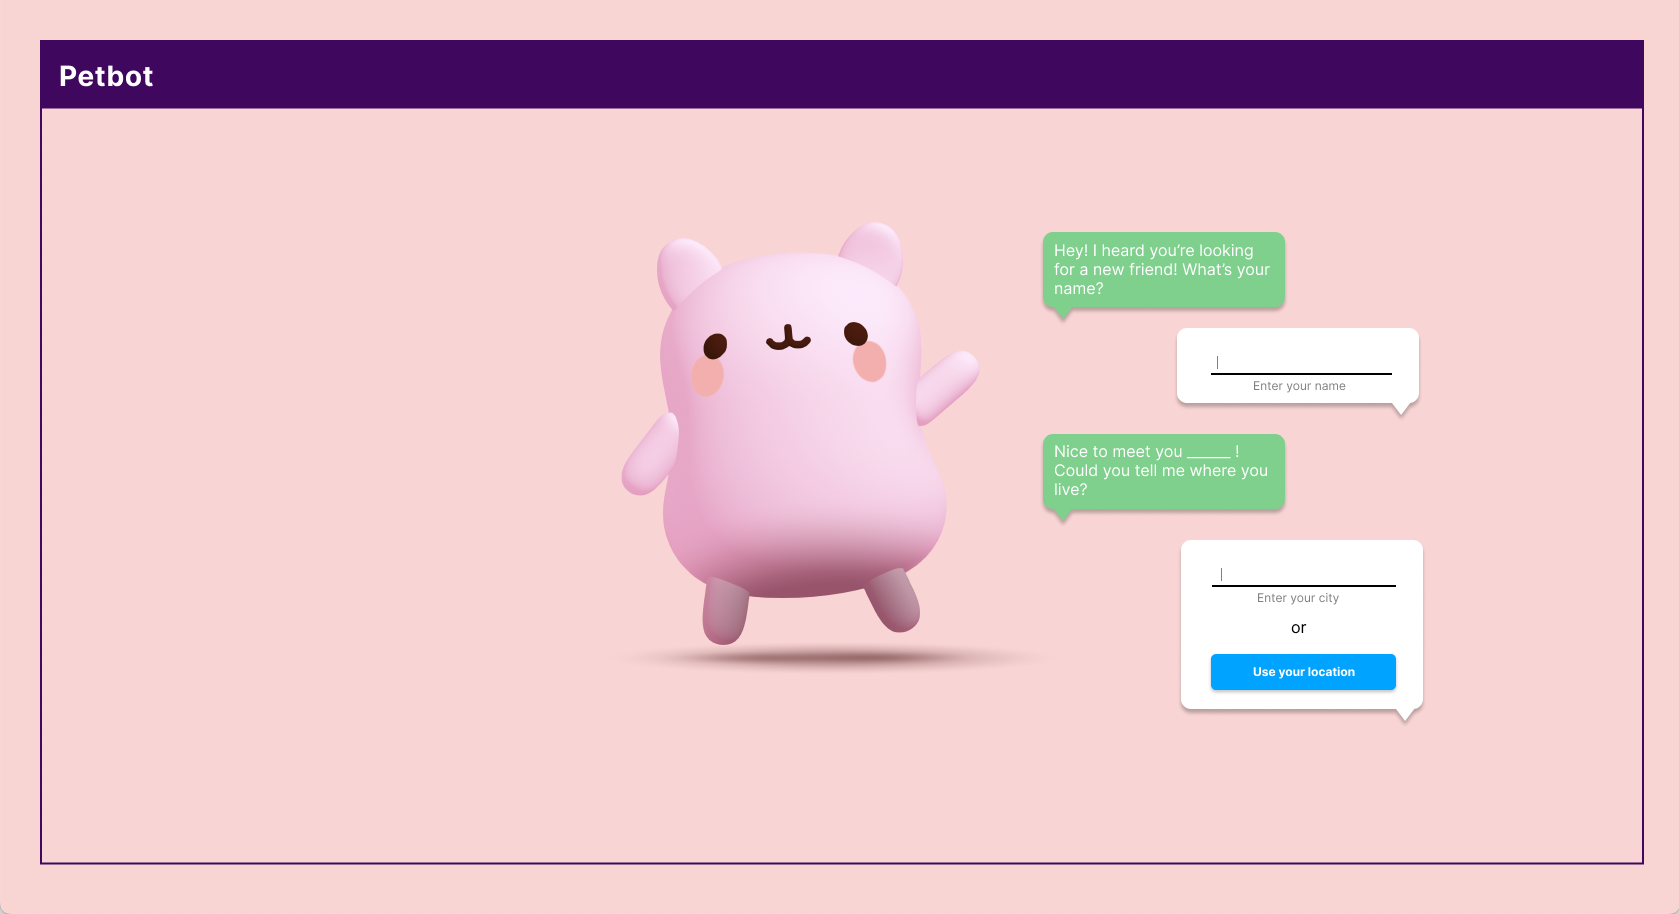 Petbot
Hey! I heard you’re looking
for a new friend! What’s your
name?
Enter your name
Nice to meet you ______ !
Could you tell me where you
live?
Enter your city
or
Use your location